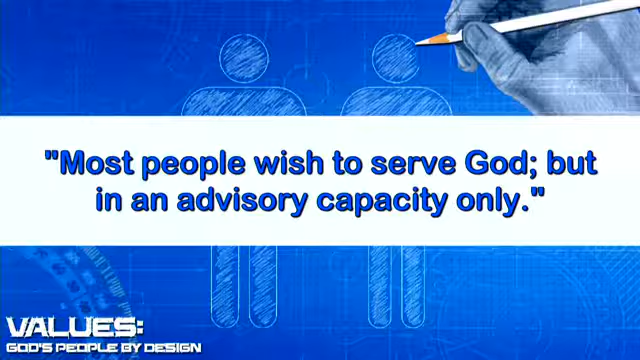 "Most people wish to serve God; but
in an advisory capacity only."
VALUES:
GOD'S PEOPLE BY DESIGN